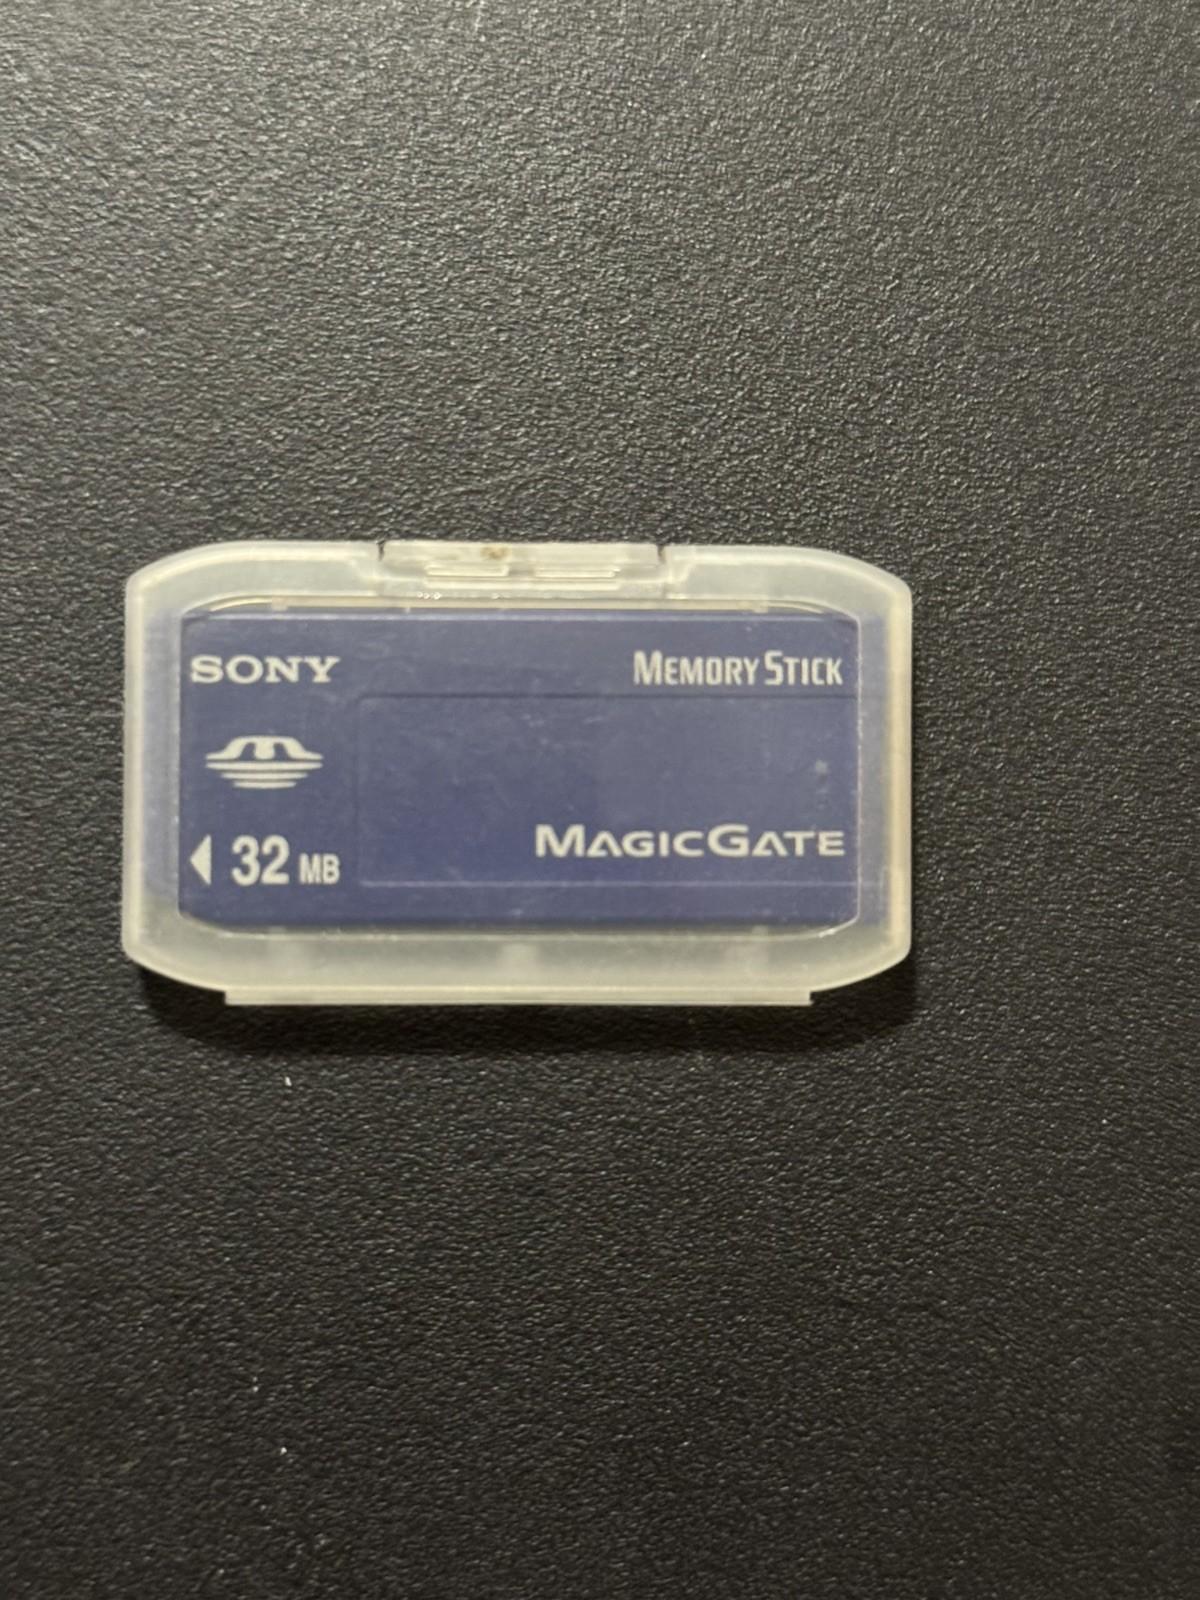 SONY
MEMORY STICK
32 MB
MAGICGATE